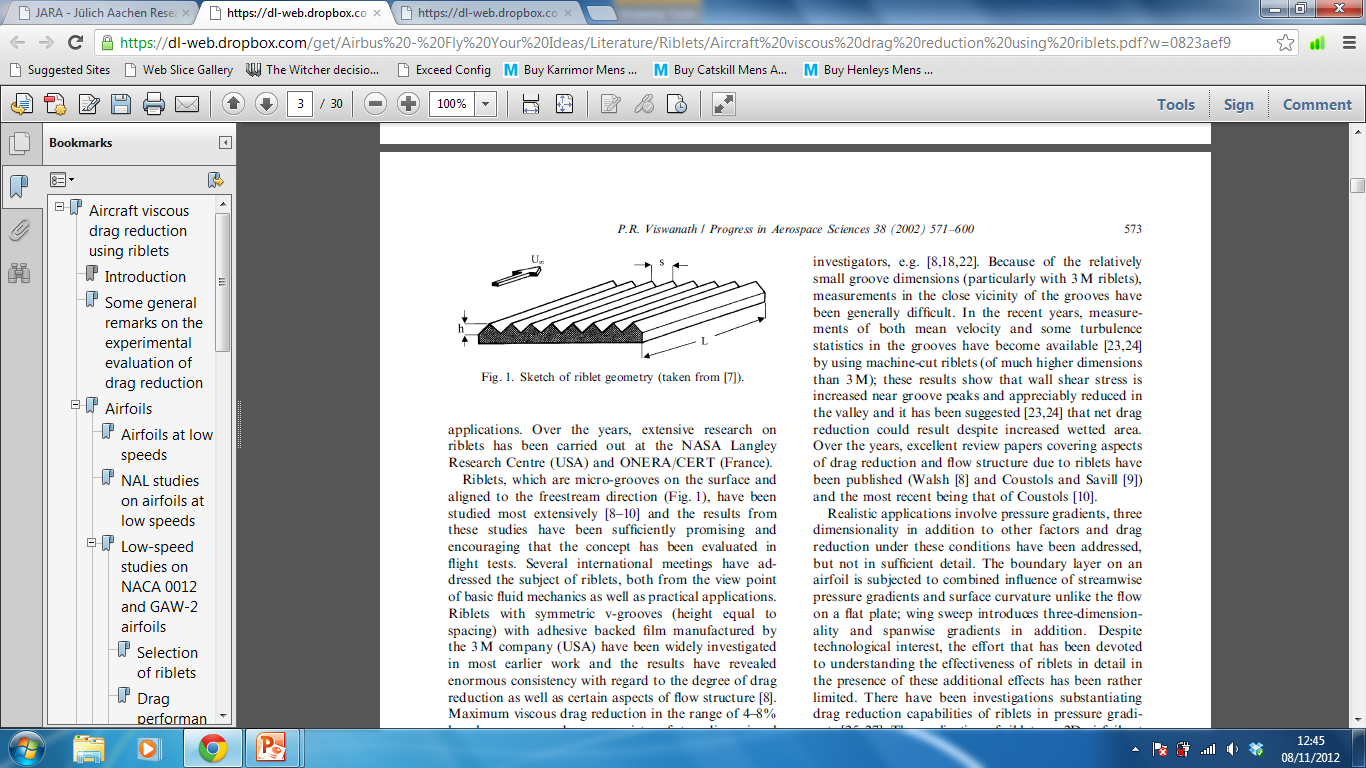 JARA - Jülich Aachen Rese
https://dl-web.dropbox.co
https://dl-web.dropbox.co
https://dl-web.dropbox.com/get/Airbus%20-%20Fly%20Your%20Ideas/Literature/Riblets/Aircraft%20viscous%20drag%20reduction%20using%20riblets.pdf?w=0823aef9
Suggested Sites
Web Slice Gallery
The Witcher decisio...
Exceed Config
M Buy Karrimor Mens ...
M Buy Catskill Mens A...
M Buy Henleys Mens ...
3 / 30
100%
Tools
Sign
Comment
Bookmarks
Aircraft viscous
drag reduction
using riblets
Introduction
Some general
remarks on the
experimental
evaluation of
drag reduction
Airfoils
Airfoils at low
speeds
NAL studies
on airfoils at
low speeds
Low-speed
studies on
NACA 0012
and GAW-2
airfoils
Selection
of riblets
Drag
performan
P.R. Viswanath / Progress in Aerospace Sciences 38 (2002) 571–600
573
U∞
s
h
L
Fig. 1. Sketch of riblet geometry (taken from [7]).
applications. Over the years, extensive research on
riblets has been carried out at the NASA Langley
Research Centre (USA) and ONERA/CERT (France).
Riblets, which are micro-grooves on the surface and
aligned to the freestream direction (Fig. 1), have been
studied most extensively [8–10] and the results from
these studies have been sufficiently promising and
encouraging that the concept has been evaluated in
flight tests. Several international meetings have ad-
dressed the subject of riblets, both from the view point
of basic fluid mechanics as well as practical applications.
Riblets with symmetric v-grooves (height equal to
spacing) with adhesive backed film manufactured by
the 3 M company (USA) have been widely investigated
in most earlier work and the results have revealed
enormous consistency with regard to the degree of drag
reduction as well as certain aspects of flow structure [8].
Maximum viscous drag reduction in the range of 4–8%
investigators, e.g. [8,18,22]. Because of the relatively
small groove dimensions (particularly with 3 M riblets),
measurements in the close vicinity of the grooves have
been generally difficult. In the recent years, measure-
ments of both mean velocity and some turbulence
statistics in the grooves have become available [23,24]
by using machine-cut riblets (of much higher dimensions
than 3 M); these results show that wall shear stress is
increased near groove peaks and appreciably reduced in
the valley and it has been suggested [23,24] that net drag
reduction could result despite increased wetted area.
Over the years, excellent review papers covering aspects
of drag reduction and flow structure due to riblets have
been published (Walsh [8] and Coustols and Savill [9])
and the most recent being that of Coustols [10].
Realistic applications involve pressure gradients, three
dimensionality in addition to other factors and drag
reduction under these conditions have been addressed,
but not in sufficient detail. The boundary layer on an
airfoil is subjected to combined influence of streamwise
pressure gradients and surface curvature unlike the flow
on a flat plate; wing sweep introduces three-dimension-
ality and spanwise gradients in addition. Despite
technological interest, the effort that has been devoted
to understanding the effectiveness of riblets in detail in
the presence of these additional effects has been rather
limited. There have been investigations substantiating
drag reduction capabilities of riblets in pressure gradi-
12:45
08/11/2012